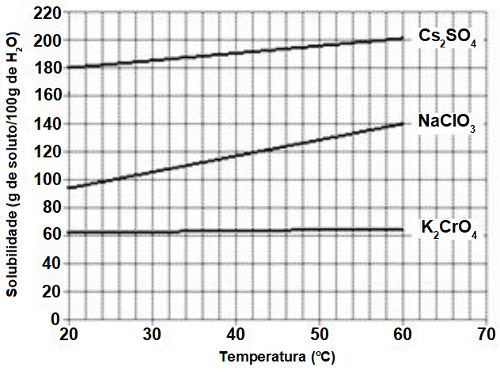 Solubilidade (g de soluto/100g de H₂O)
220
200
180
160
140
120
100
80
60
40
20
0
Cs₂SO₄
NaClO₃
K₂CrO₄
20 30 40 50 60 70
Temperatura (°C)